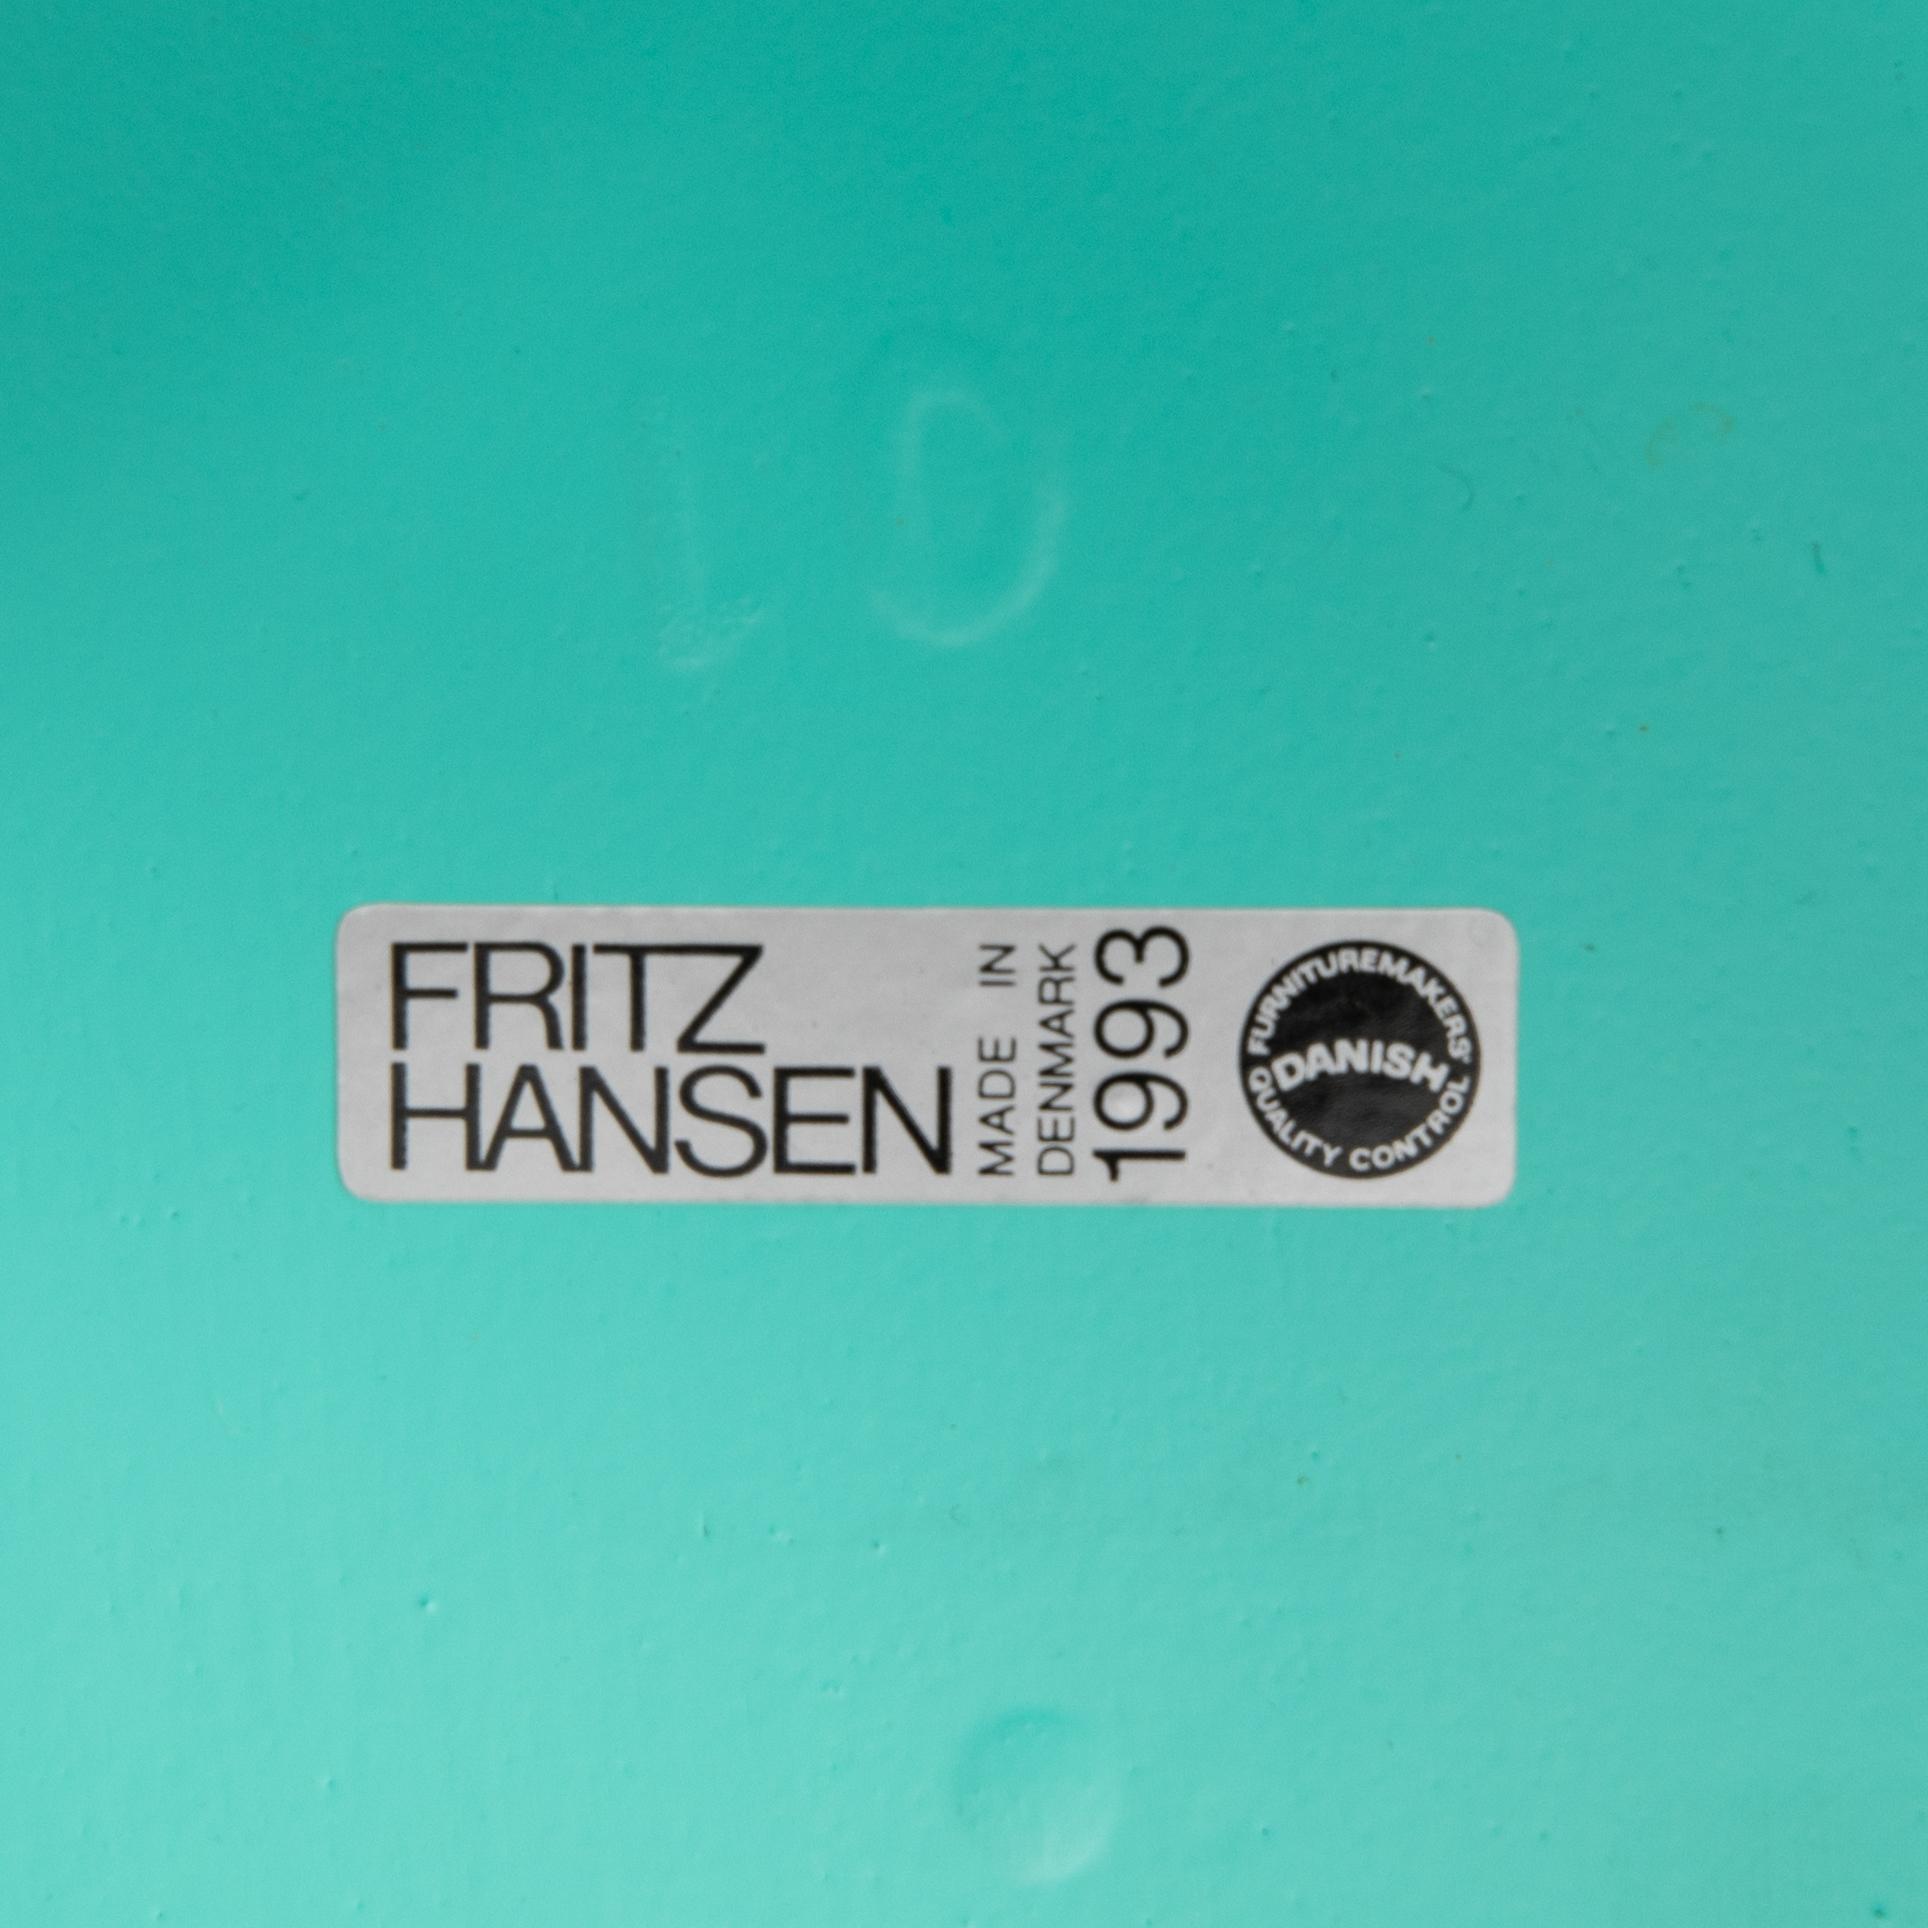 FRITZ
HANSEN
MADE IN
DENMARK
1993
FURNITUREMAKERS'
DANISH
QUALITY CONTROL